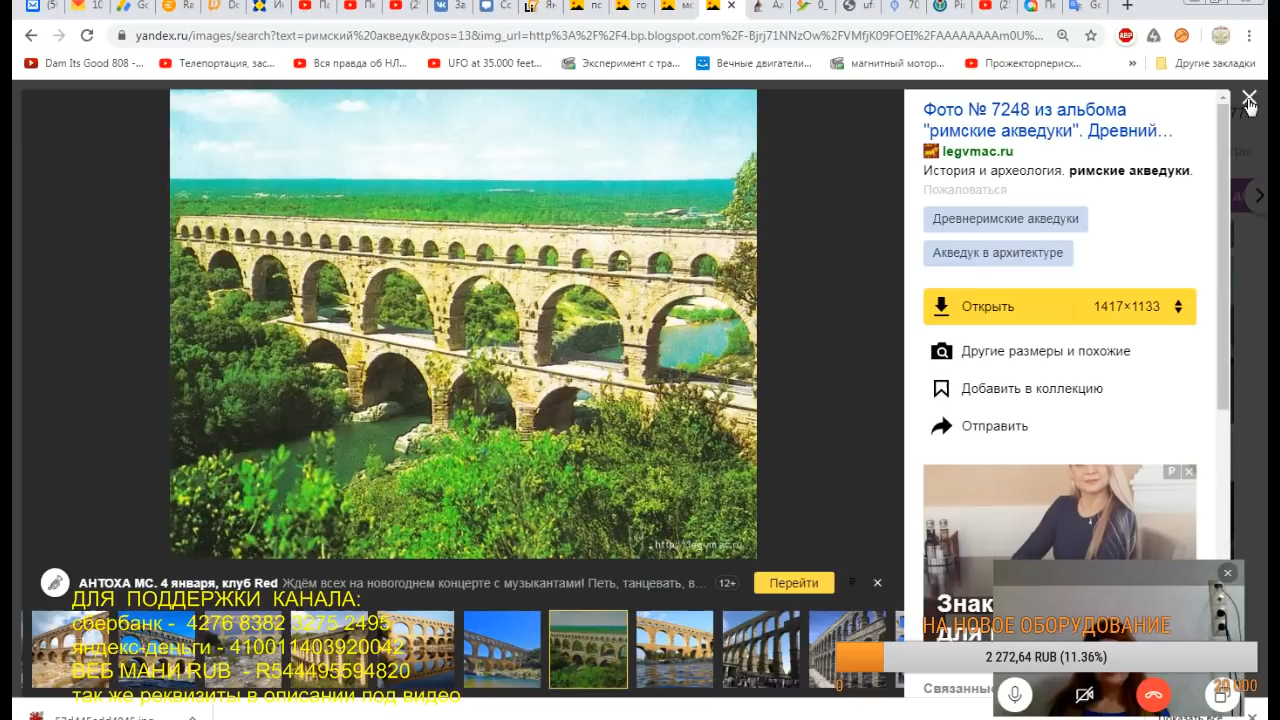 yandex.ru/images/search?text=римский%20акведук&pos=13&img_url=http%3A%2F%2F4.bp.blogspot.com%2F-Bjrj71NNzOw%2FVMfjK09FOEI%2FAAAAAAAAm0U%...
Dam Its Good 808 -...
Телепортация, зас...
Вся правда об НЛ...
UFO at 35.000 feet...
Эксперимент с тра...
Вечные двигатели...
магнитный мотор...
Прожекторперисх...
Другие закладки
Фото № 7248 из альбома
"римские акведуки". Древний...
legvmac.ru
История и археология. римские акведуки.
Пожаловаться
Древнеримские акведуки
Акведук в архитектуре
Открыть 1417×1133
Другие размеры и похожие
Добавить в коллекцию
Отправить
АНТОХА МС. 4 января, клуб Red Ждём всех на новогоднем концерте с музыкантами! Петь, танцевать, в... 12+ Перейти
ДЛЯ ПОДДЕРЖКИ КАНАЛА:
сбербанк - 4276 8382 3275 2495
яндекс-деньги - 410011403920042
ВЕБ МАНИ RUB - R544495594820
так же реквизиты в описании под видео
Знак
для
НА НОВОЕ ОБОРУДОВАНИЕ
2 272,64 RUB (11.36%)
0
20 000
Связанные
Показать все